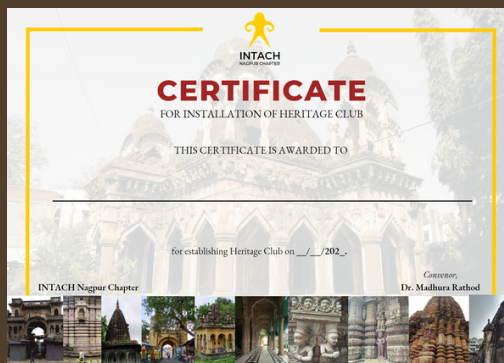 INTACH
NAGPUR CHAPTER
CERTIFICATE
FOR INSTALLATION OF HERITAGE CLUB
THIS CERTIFICATE IS AWARDED TO
for establishing Heritage Club on __/__/202_.
Convenor,
INTACH Nagpur Chapter
Dr. Madhura Rathod